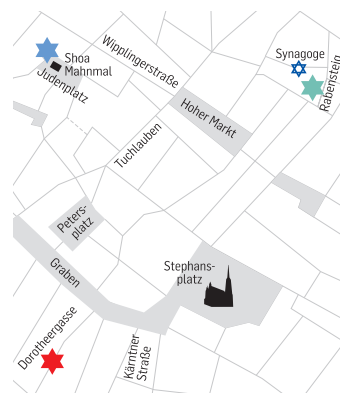 Wipplingerstraße
Synagoge
Shoa
Mahnmal
Judenplatz
Rabenstein
Hoher Markt
Tuchlauben
Peters-
platz
Graben
Stephans-
platz
Dorotheergasse
Kärntner
Straße